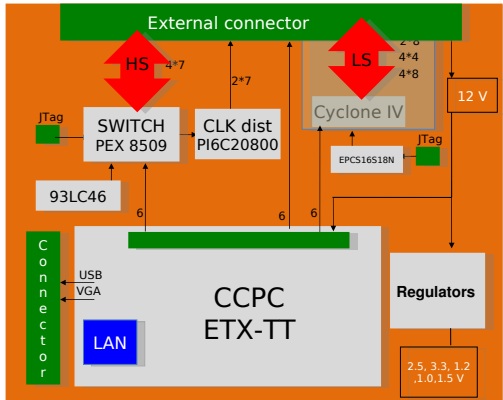 External connector
HS
4*7
2*7
LS
2*8
4*4
4*8
12 V
JTag
SWITCH
PEX 8509
CLK dist
PI6C20800
Cyclone IV
JTag
EPCS16S18N
93LC46
6
6
6
Connector
USB
VGA
CCPC
ETX-TT
LAN
Regulators
2.5, 3.3, 1.2
,1.0,1.5 V